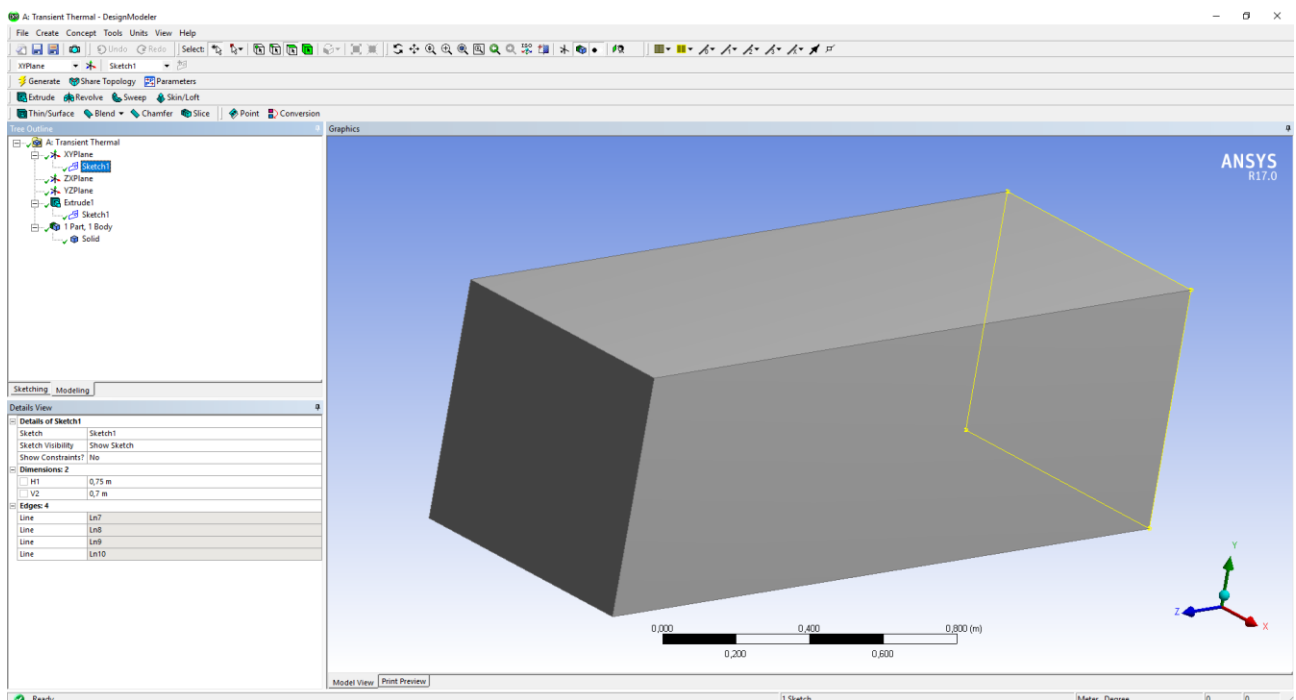 A: Transient Thermal - DesignModeler
File Create Concept Tools Units View Help
Undo Redo Select:
XYPlane Sketch1
Generate Share Topology Parameters
Extrude Revolve Sweep Skin/Loft
Thin/Surface Blend Chamfer Slice Point Conversion
Tree Outline
A: Transient Thermal
XYPlane
Sketch1
ZXPlane
YZPlane
Extrude1
Sketch1
1 Part, 1 Body
Solid
Sketching Modeling
Details View
Details of Sketch1
Sketch Sketch1
Sketch Visibility Show Sketch
Show Constraints? No
Dimensions: 2
H1 0,75 m
V2 0,7 m
Edges: 4
Line Ln7
Line Ln8
Line Ln9
Line Ln10
Graphics
ANSYS
R17.0
Y
Z
X
0,000 0,400 0,800 (m)
0,200 0,600
Model View Print Preview
Ready 1 Sketch Meter Degree 0 0